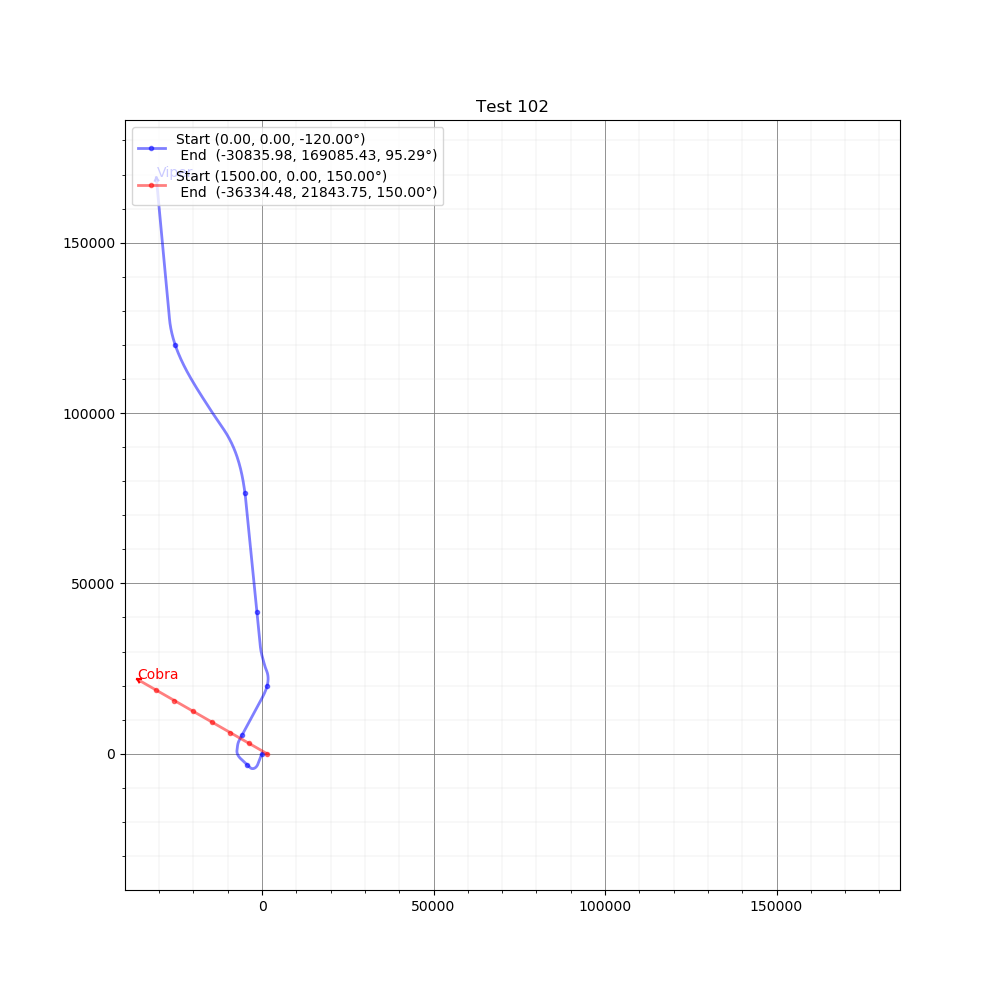 Test 102
Start (0.00, 0.00, -120.00°)
End (-30835.98, 169085.43, 95.29°)
Start (1500.00, 0.00, 150.00°)
End (-36334.48, 21843.75, 150.00°)
Viper
150000
100000
50000
Cobra
0
0
50000
100000
150000